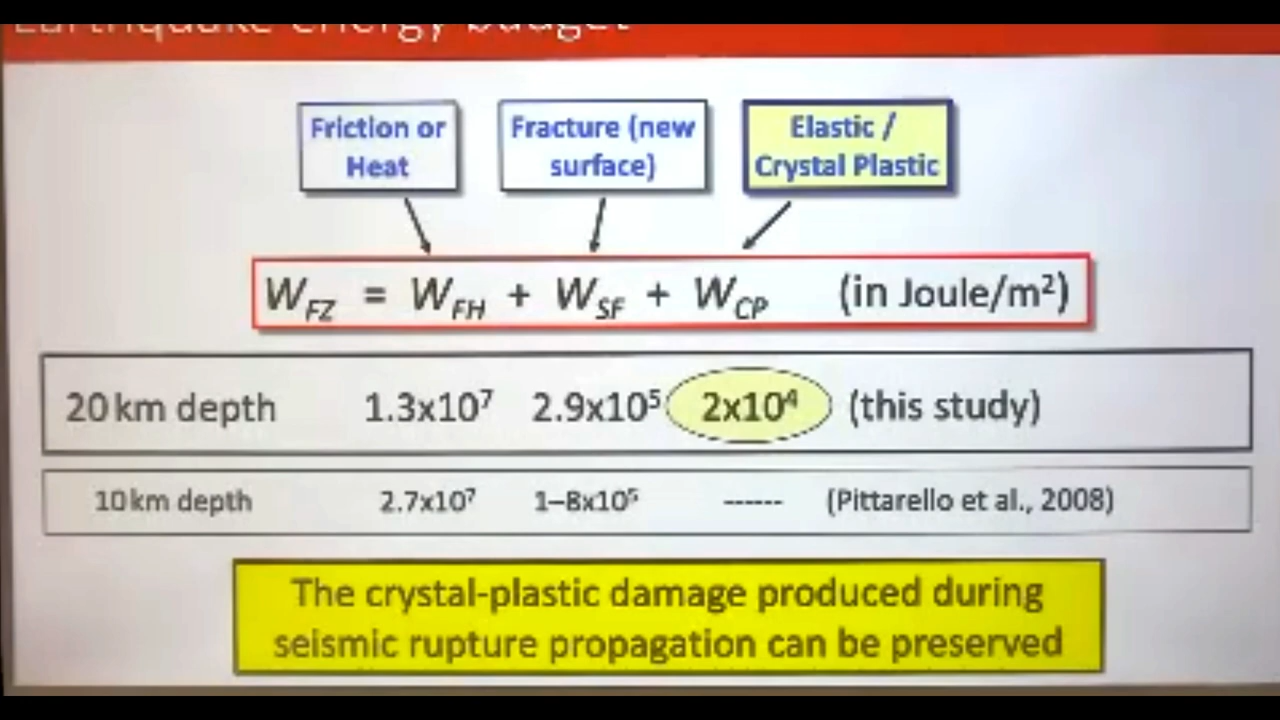 Earthquake energy budget
Friction or
Heat
Fracture (new
surface)
Elastic /
Crystal Plastic
W_FZ = W_FH + W_SF + W_CP (in Joule/m²)
20 km depth 1.3x10⁷ 2.9x10⁵ 2x10⁴ (this study)
10 km depth 2.7x10⁷ 1–8x10⁵ ------ (Pittarello et al., 2008)
The crystal-plastic damage produced during
seismic rupture propagation can be preserved